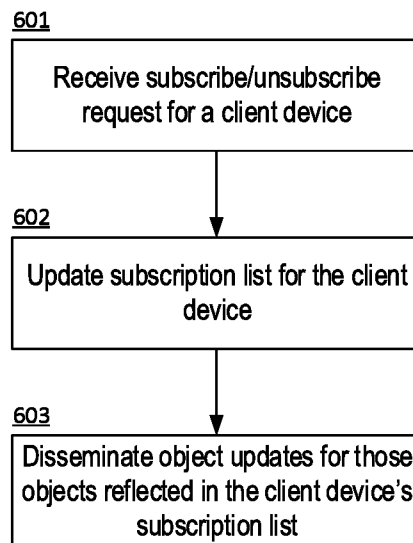 601
Receive subscribe/unsubscribe
request for a client device
602
Update subscription list for the client
device
603
Disseminate object updates for those
objects reflected in the client device's
subscription list